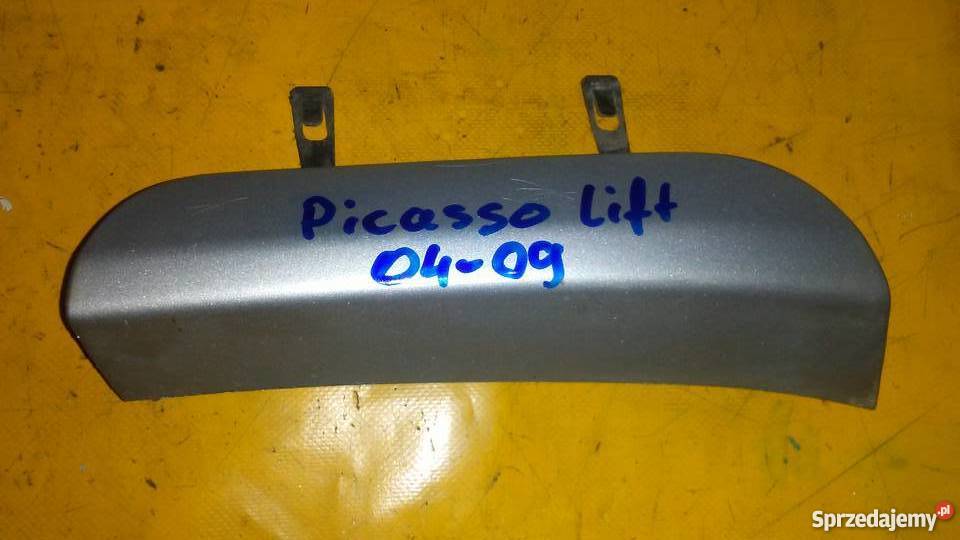 Picasso Lift
04-09
Sprzedajemy.pl